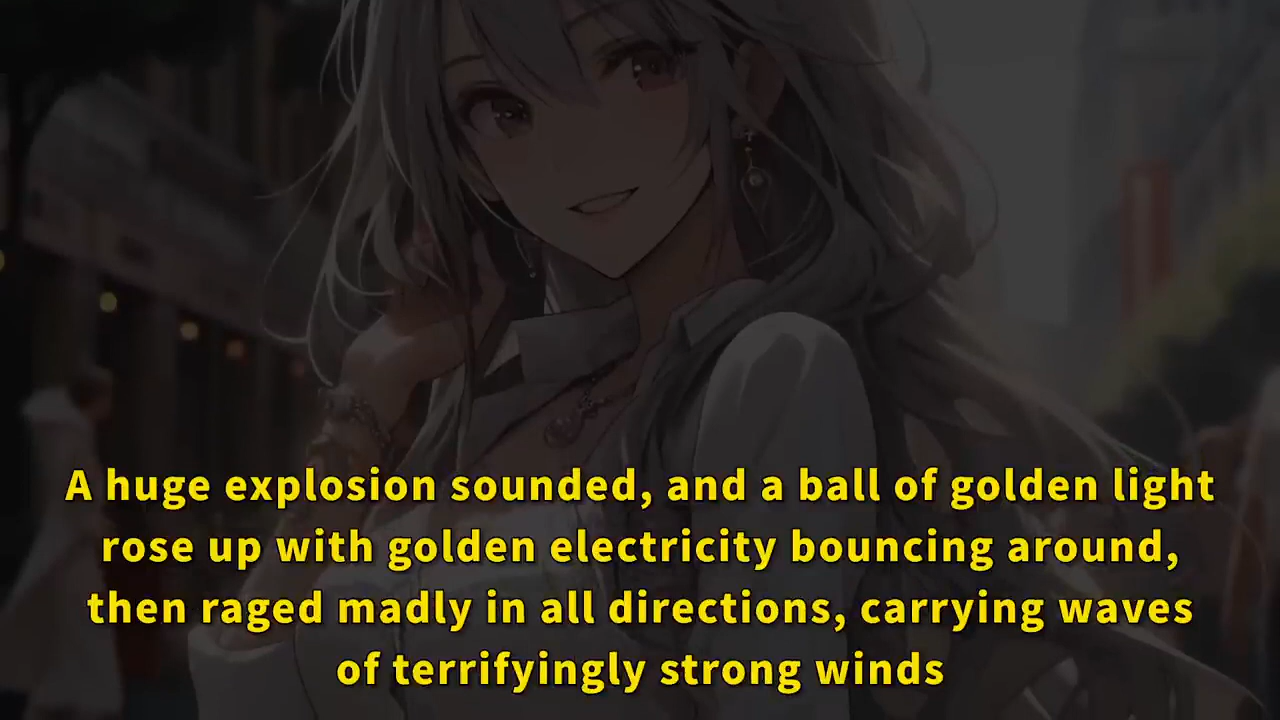 A huge explosion sounded, and a ball of golden light
rose up with golden electricity bouncing around,
then raged madly in all directions, carrying waves
of terrifyingly strong winds